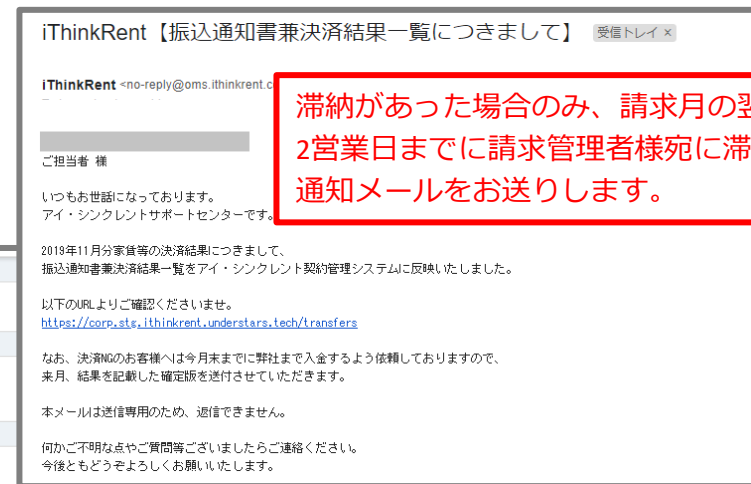 iThinkRent【振込通知書兼決済結果一覧につきまして】 受信トレイ ×
iThinkRent <no-reply@oms.ithinkrent.c
滞納があった場合のみ、請求月の翌
2営業日までに請求管理者様宛に滞
通知メールをお送りします。
ご担当者 様
いつもお世話になっております。
アイ・シンクレントサポートセンターです。
2019年11月分家賃等の決済結果につきまして、
振込通知書兼決済結果一覧をアイ・シンクレント契約管理システムに反映いたしました。
以下のURLよりご確認くださいませ。
https://corp.stg.ithinkrent.understars.tech/transfers
なお、決済NGのお客様へは今月末までに弊社まで入金するよう依頼しておりますので、
来月、結果を記載した確定版を送付させていただきます。
本メールは送信専用のため、返信できません。
何かご不明な点やご質問等ございましたらご連絡ください。
今後ともどうぞよろしくお願いいたします。